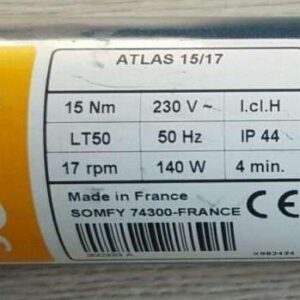 ATLAS 15/17
15 Nm 230 V ~ I.cl.H
LT50 50 Hz IP 44
17 rpm 140 W 4 min.
Made in France
SOMFY 74300-FRANCE CE